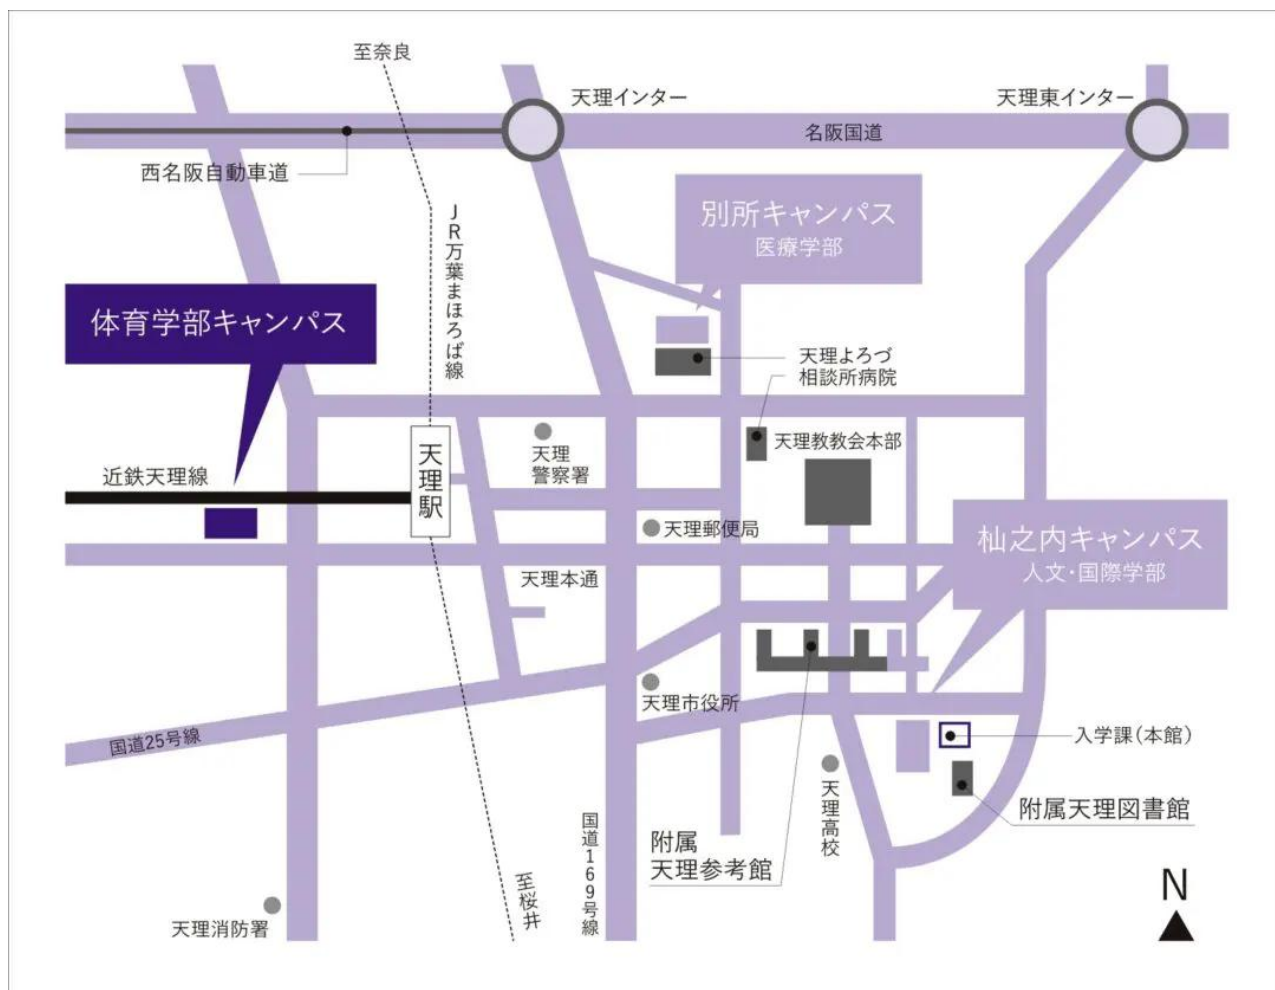 至奈良
天理インター
天理東インター
名阪国道
西名阪自動車道
別所キャンパス
医療学部
JR万葉まほろば線
体育学部キャンパス
天理よろづ
相談所病院
天理教教会本部
天理
警察署
近鉄天理線
天理駅
天理郵便局
杣之内キャンパス
人文・国際学部
天理本通
天理市役所
国道25号線
入学課（本館）
天理高校
附属天理図書館
国道169号線
附属
天理参考館
至桜井
天理消防署
N